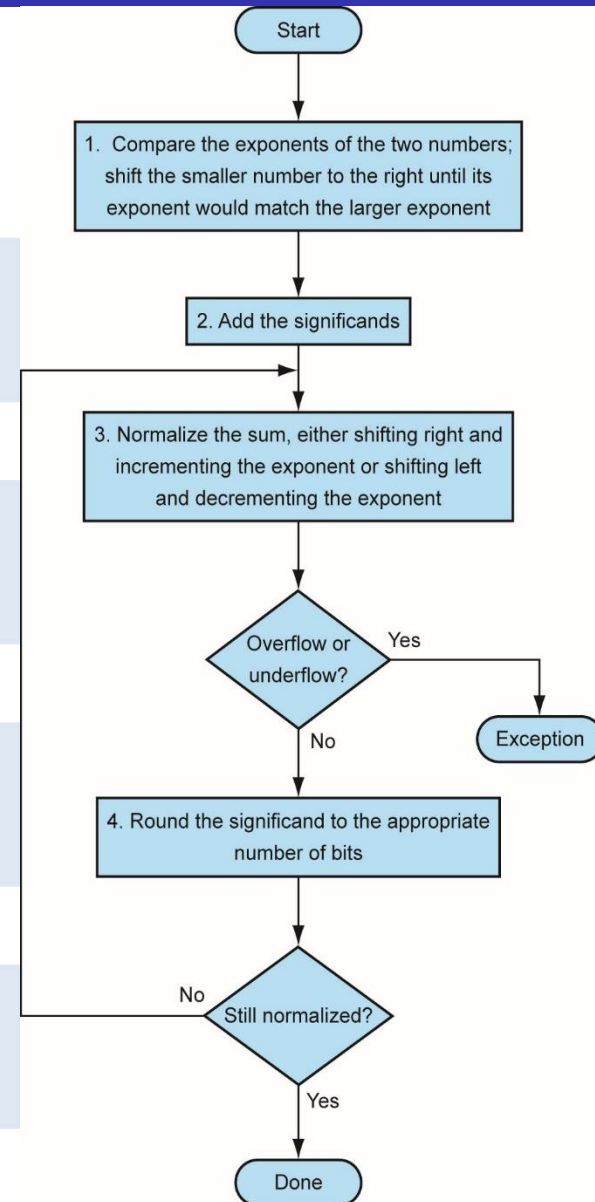 Start
1. Compare the exponents of the two numbers;
shift the smaller number to the right until its
exponent would match the larger exponent
2. Add the significands
3. Normalize the sum, either shifting right and
incrementing the exponent or shifting left
and decrementing the exponent
Overflow or
underflow?
Yes
No
Exception
4. Round the significand to the appropriate
number of bits
No
Still normalized?
Yes
Done